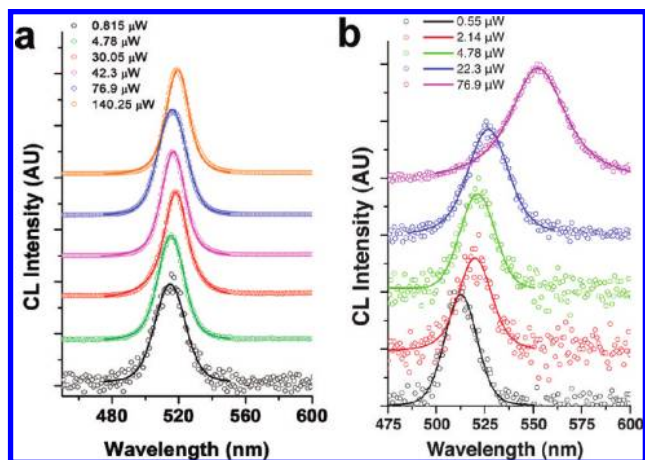 a
0.815 µW
4.78 µW
30.05 µW
42.3 µW
76.9 µW
140.25 µW
CL Intensity (AU)
480 520 560 600
Wavelength (nm)
b
0.55 µW
2.14 µW
4.78 µW
22.3 µW
76.9 µW
CL Intensity (AU)
475 500 525 550 575 600
Wavelength (nm)